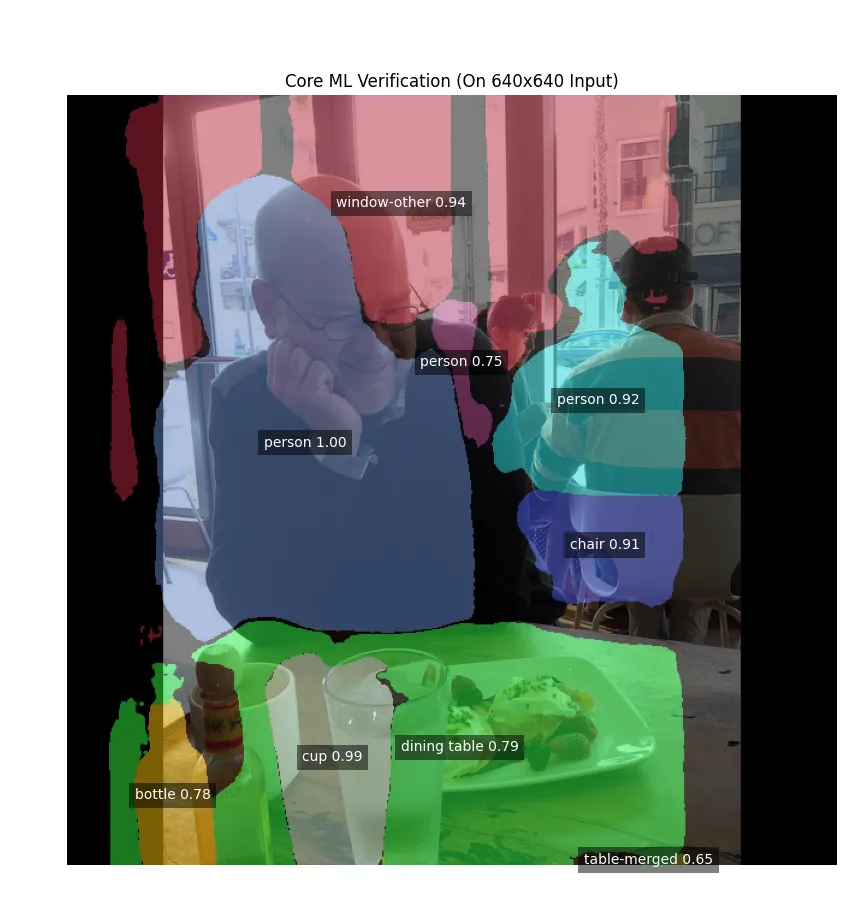 Core ML Verification (On 640x640 Input)
window-other 0.94
OFT
person 0.75
person 0.92
person 1.00
chair 0.91
dining table 0.79
cup 0.99
bottle 0.78
table-merged 0.65